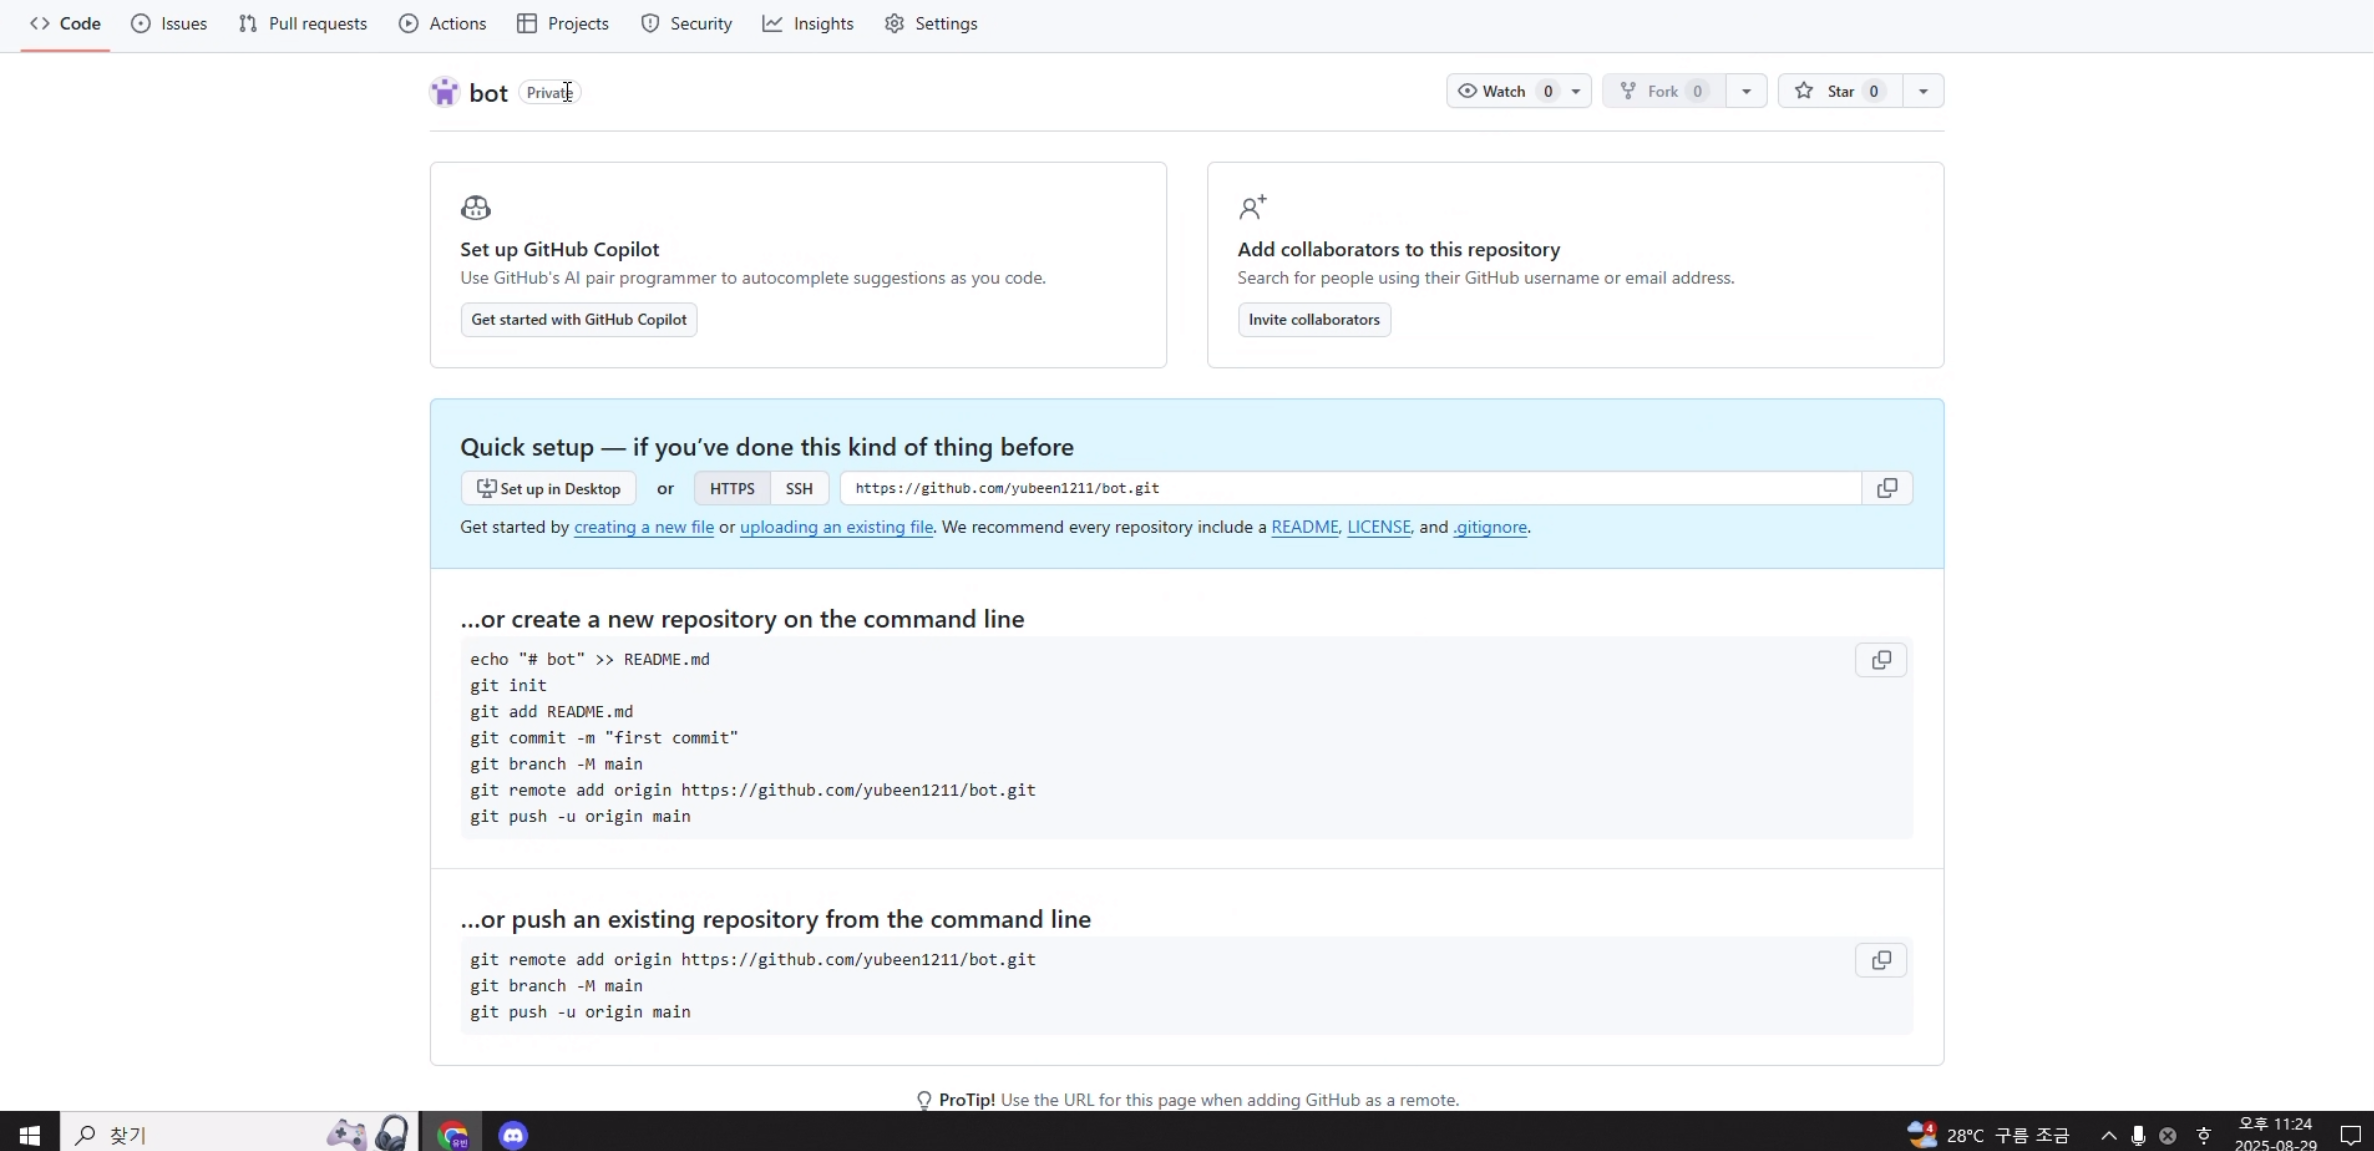 Code Issues Pull requests Actions Projects Security Insights Settings
bot Private
Watch 0 Fork 0 Star 0
Set up GitHub Copilot
Use GitHub's AI pair programmer to autocomplete suggestions as you code.
Get started with GitHub Copilot
Add collaborators to this repository
Search for people using their GitHub username or email address.
Invite collaborators
Quick setup — if you've done this kind of thing before
Set up in Desktop or HTTPS SSH https://github.com/yubeen1211/bot.git
Get started by creating a new file or uploading an existing file. We recommend every repository include a README, LICENSE, and .gitignore.
...or create a new repository on the command line
echo "# bot" >> README.md
git init
git add README.md
git commit -m "first commit"
git branch -M main
git remote add origin https://github.com/yubeen1211/bot.git
git push -u origin main
...or push an existing repository from the command line
git remote add origin https://github.com/yubeen1211/bot.git
git branch -M main
git push -u origin main
ProTip! Use the URL for this page when adding GitHub as a remote.
찾기
유빈
4 28°C 구름 조금
오후 11:24
2025-08-29